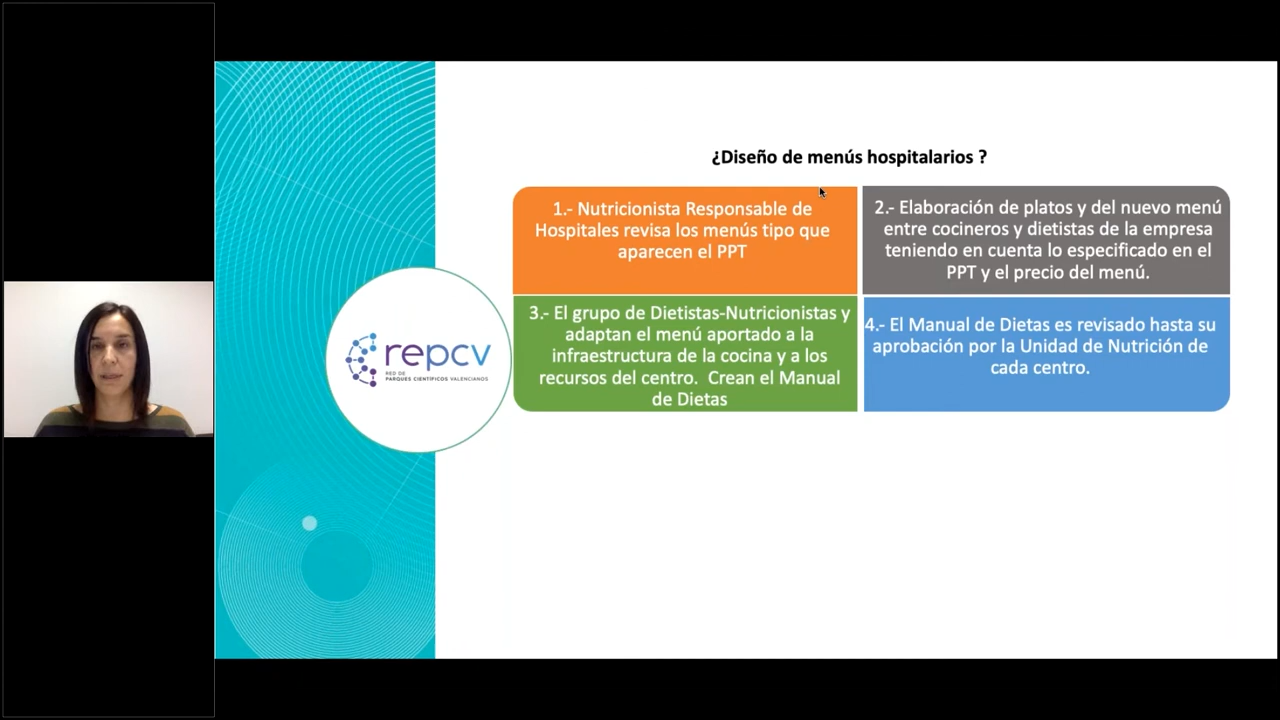 ¿Diseño de menús hospitalarios ?
1.- Nutricionista Responsable de
Hospitales revisa los menús tipo que
aparecen el PPT
2.- Elaboración de platos y del nuevo menú
entre cocineros y dietistas de la empresa
teniendo en cuenta lo especificado en el
PPT y el precio del menú.
3.- El grupo de Dietistas-Nutricionistas y
adaptan el menú aportado a la
infraestructura de la cocina y a los
recursos del centro. Crean el Manual
de Dietas
4.- El Manual de Dietas es revisado hasta su
aprobación por la Unidad de Nutrición de
cada centro.
repcv
RED DE
PARQUES CIENTÍFICOS VALENCIANOS